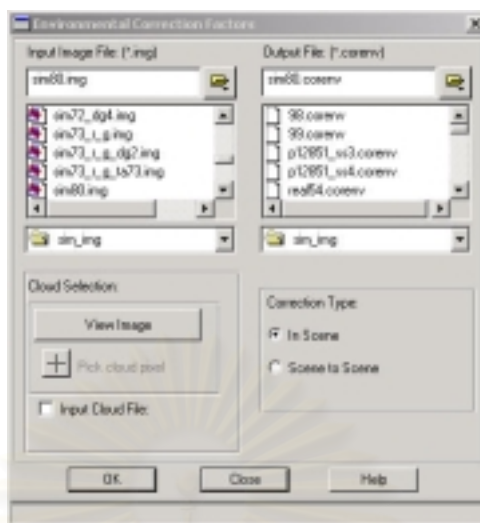 Environmental Correction Factors
Input Image File: (*.img)
Output File: (*.corenv)
sim80.img
sim80.corenv
sim72_dg4.img
sim73_i_g.img
sim73_i_g_dg2.img
sim73_i_g_ta73.img
sim80.img
98.corenv
99.corenv
p12851_ss3.corenv
p12851_ss4.corenv
real54.corenv
sim_img
sim_img
Cloud Selection:
View Image
Pick cloud pixel
Input Cloud File:
Correction Type:
In Scene
Scene to Scene
OK
Close
Help